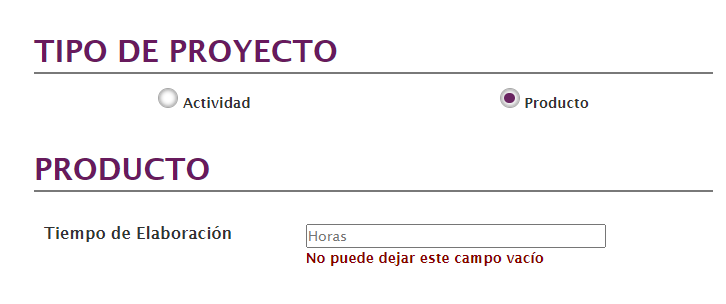 TIPO DE PROYECTO
Actividad Producto
PRODUCTO
Tiempo de Elaboración Horas
No puede dejar este campo vacío